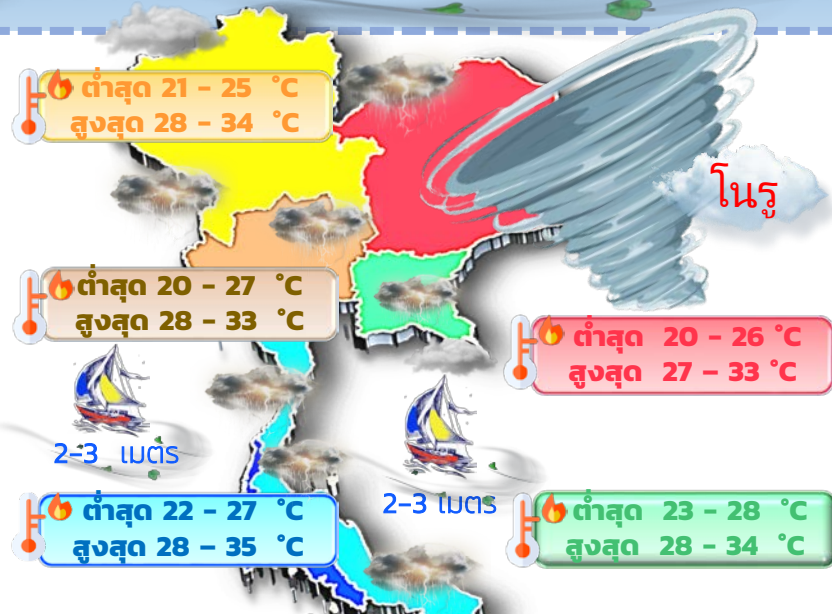 ต่ำสุด 21 - 25 °C
สูงสุด 28 - 34 °C
โนรู
ต่ำสุด 20 - 27 °C
สูงสุด 28 - 33 °C
ต่ำสุด 20 - 26 °C
สูงสุด 27 – 33 °C
2-3 เมตร
2-3 เมตร
ต่ำสุด 22 - 27 °C
สูงสุด 28 – 35 °C
ต่ำสุด 23 - 28 °C
สูงสุด 28 - 34 °C